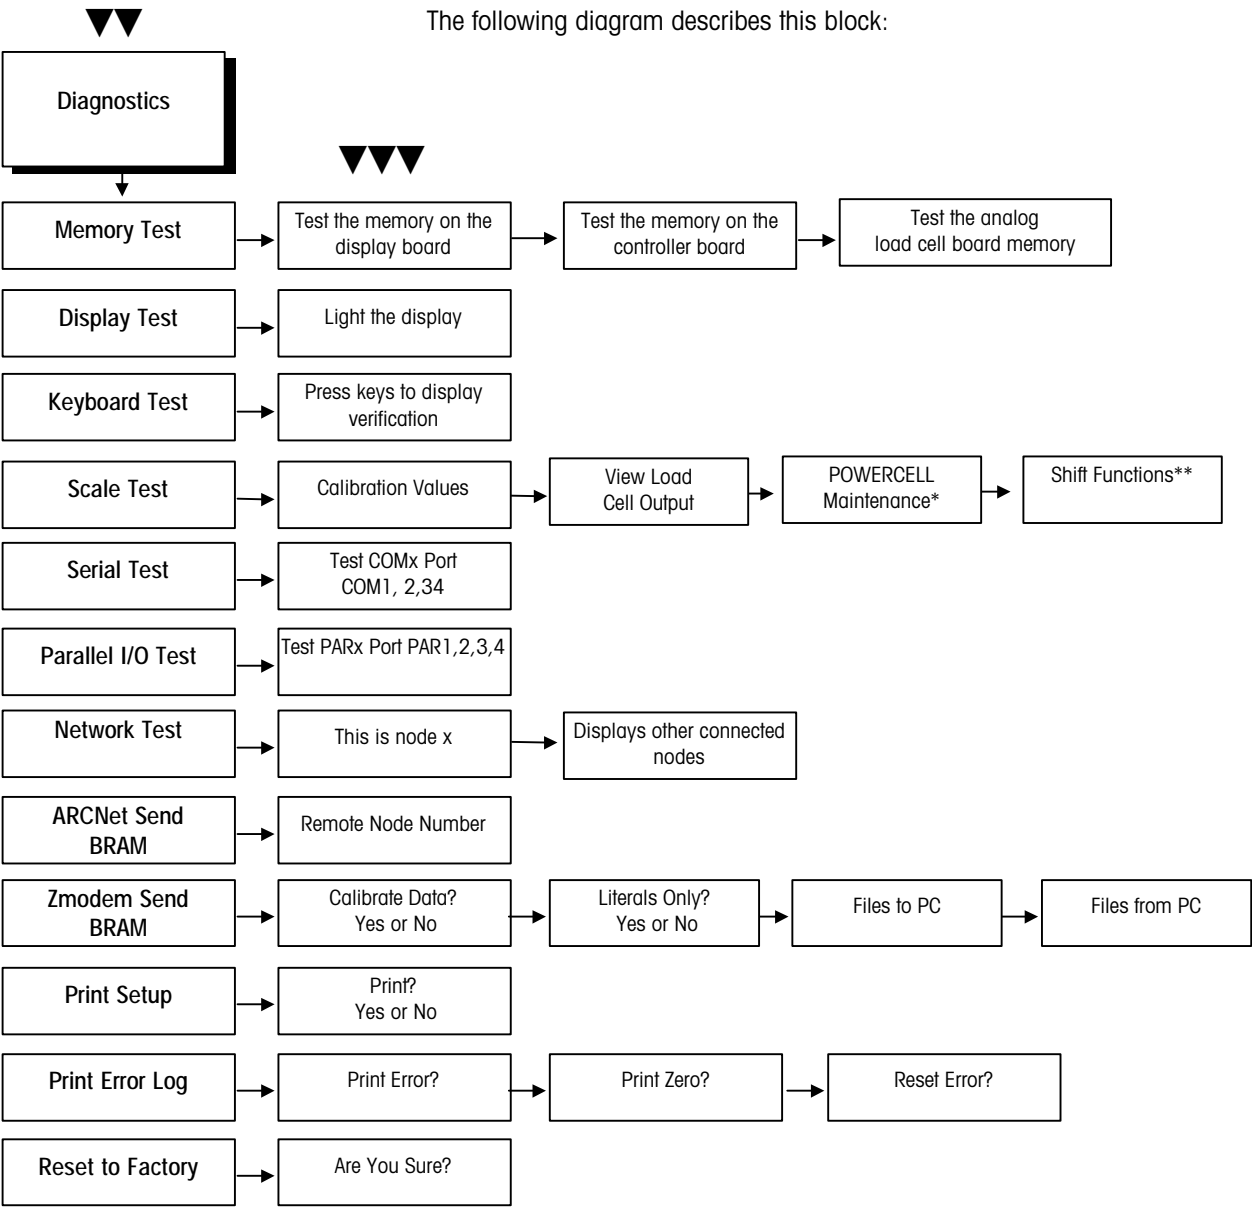 The following diagram describes this block:
Diagnostics
Memory Test
Test the memory on the
display board
Test the memory on the
controller board
Test the analog
load cell board memory
Display Test
Light the display
Keyboard Test
Press keys to display
verification
Scale Test
Calibration Values
View Load
Cell Output
POWERCELL
Maintenance*
Shift Functions**
Serial Test
Test COMx Port
COM1, 2,34
Parallel I/O Test
Test PARx Port PAR1,2,3,4
Network Test
This is node x
Displays other connected
nodes
ARCNet Send
BRAM
Remote Node Number
Zmodem Send
BRAM
Calibrate Data?
Yes or No
Literals Only?
Yes or No
Files to PC
Files from PC
Print Setup
Print?
Yes or No
Print Error Log
Print Error?
Print Zero?
Reset Error?
Reset to Factory
Are You Sure?